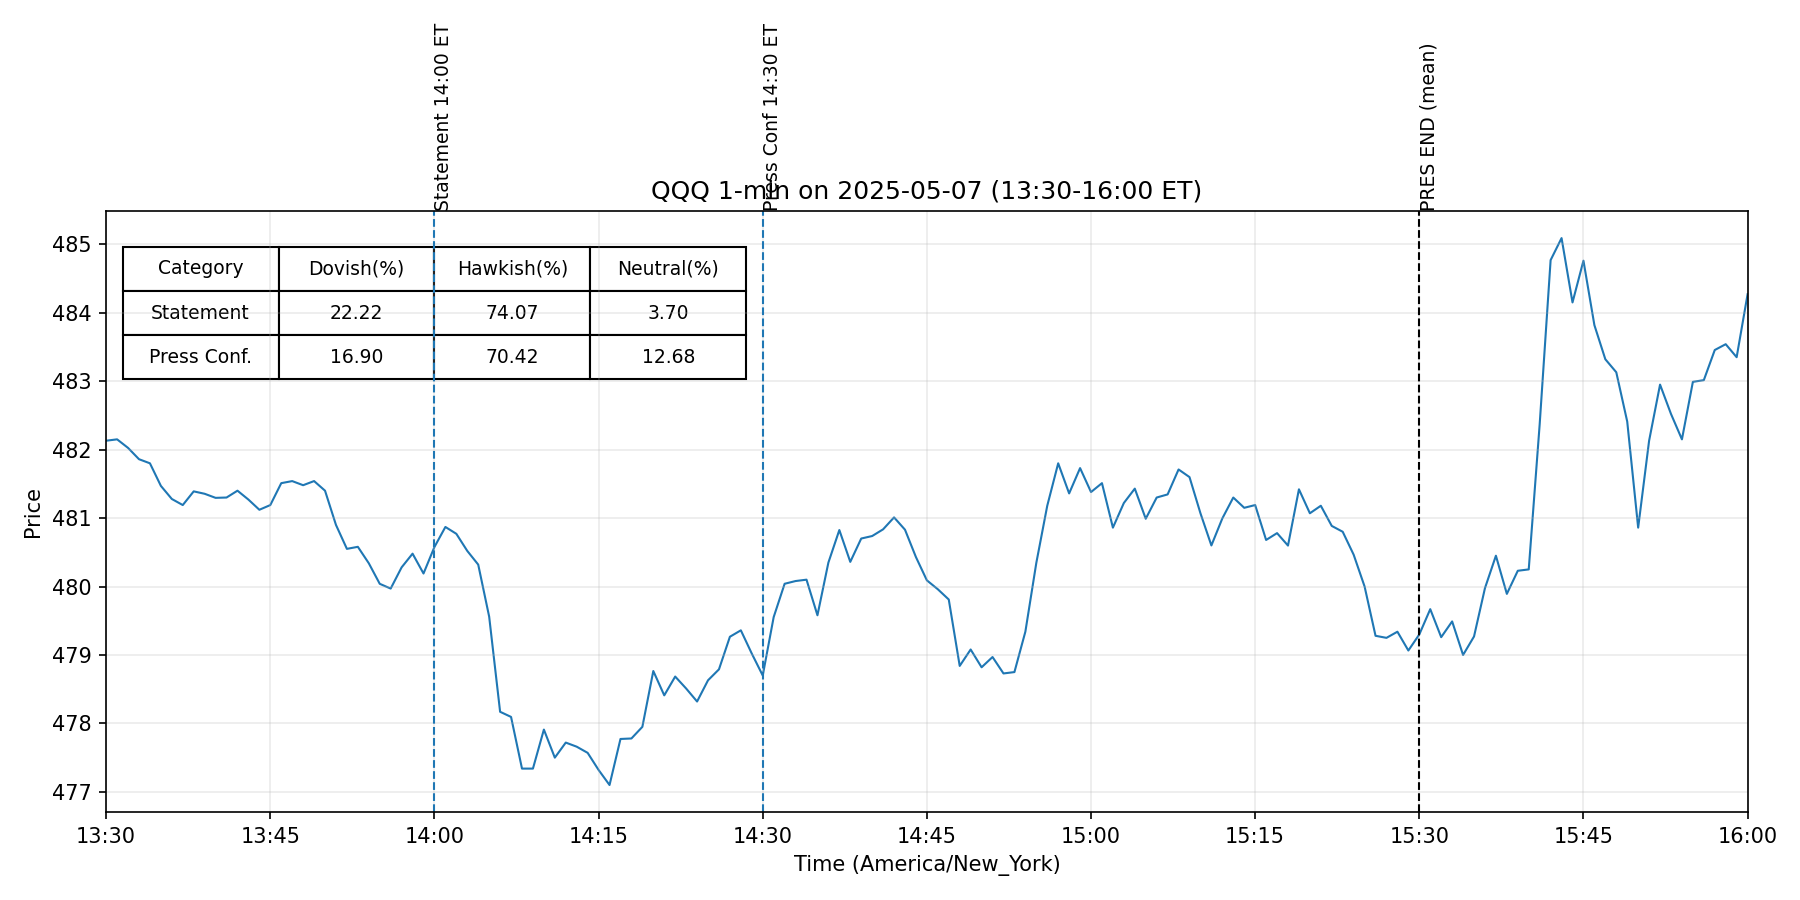 Statement 14:00 ET
Press Conf 14:30 ET
PRES END (mean)
QQQ 1-min on 2025-05-07 (13:30-16:00 ET)
Category Dovish(%) Hawkish(%) Neutral(%)
Statement 22.22 74.07 3.70
Press Conf. 16.90 70.42 12.68
485
484
483
482
481
480
479
478
477
Price
13:30 13:45 14:00 14:15 14:30 14:45 15:00 15:15 15:30 15:45 16:00
Time (America/New_York)